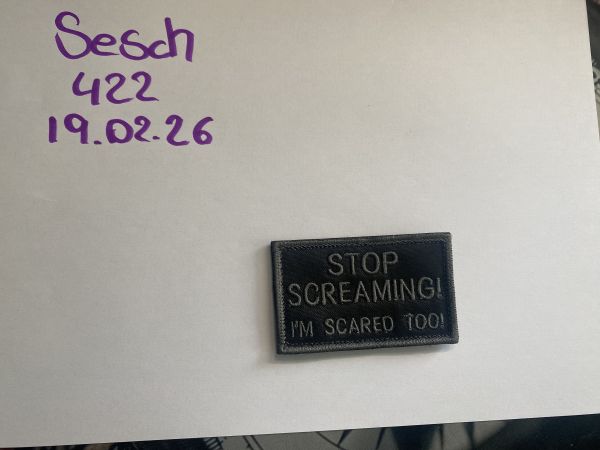 Sesch
422
19.02.26
STOP
SCREAMING!
I'M SCARED TOO!